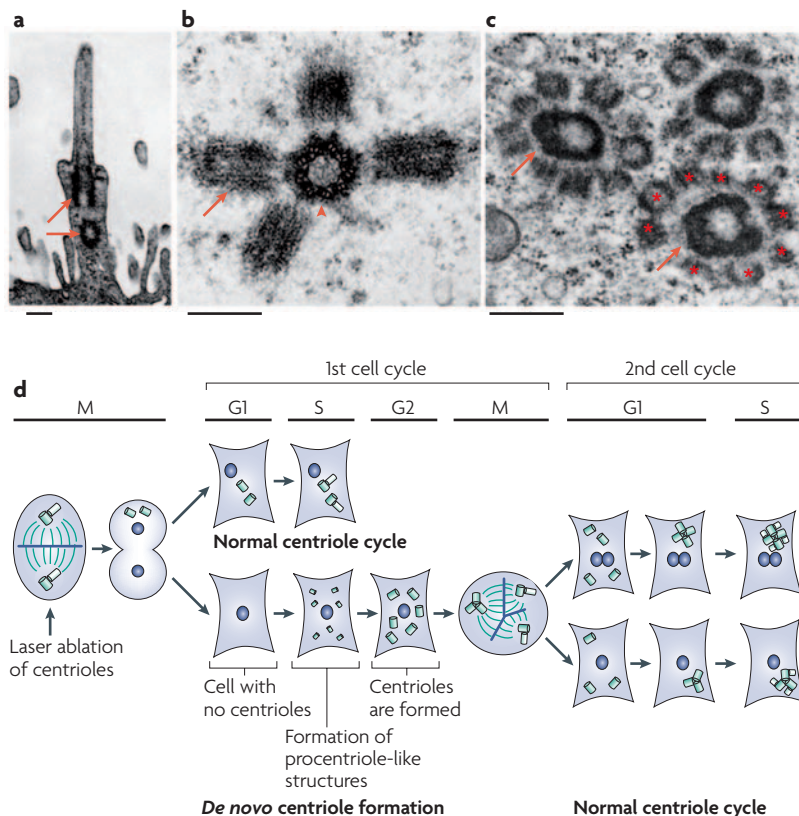 a
b
c
d
1st cell cycle
2nd cell cycle
M
G1
S
G2
M
G1
S
Normal centriole cycle
Laser ablation
of centrioles
Cell with
no centrioles
Centrioles
are formed
Formation of
procentriole-like
structures
De novo centriole formation
Normal centriole cycle